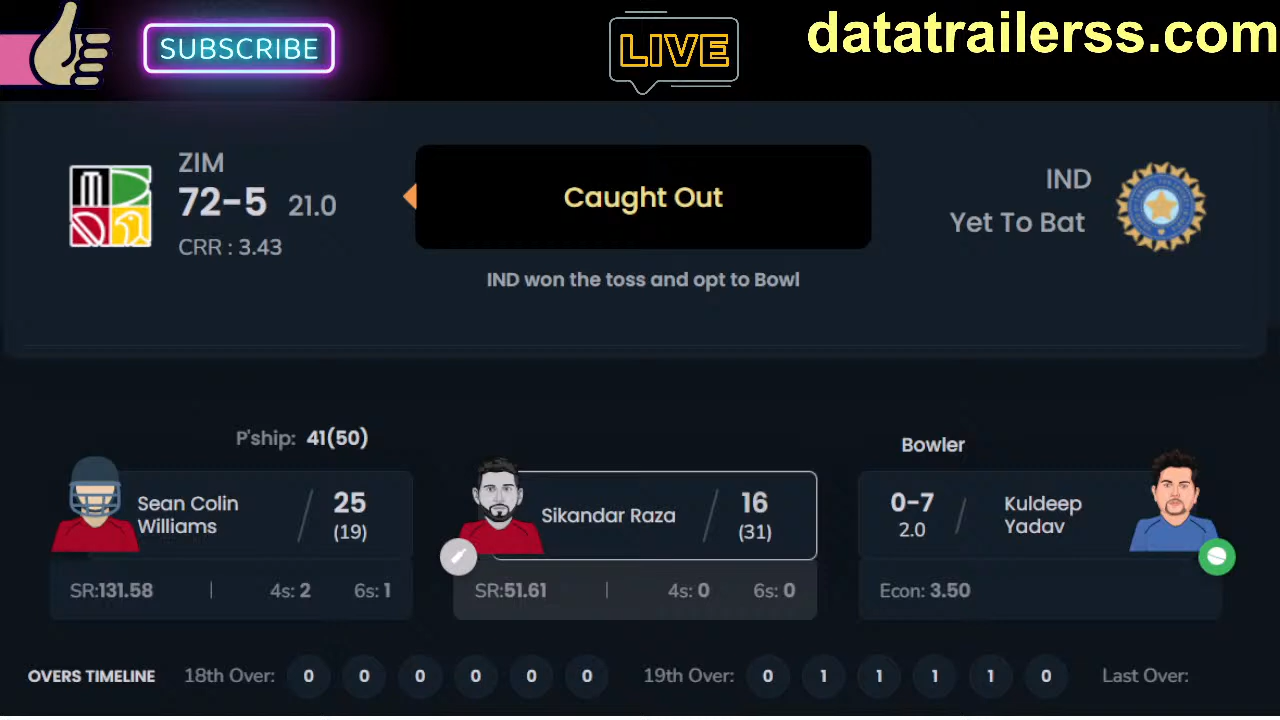 SUBSCRIBE
LIVE
datatrailerss.com
ZIM
72-5 21.0
CRR : 3.43
Caught Out
IND won the toss and opt to Bowl
IND
Yet To Bat
P'ship: 41(50)
Bowler
Sean Colin
Williams
25
(19)
SR:131.58 | 4s: 2 6s: 1
Sikandar Raza
16
(31)
SR:51.61 | 4s: 0 6s: 0
0-7
2.0
Kuldeep
Yadav
Econ: 3.50
OVERS TIMELINE 18th Over: 0 0 0 0 0 0 19th Over: 0 1 1 1 1 0 Last Over: